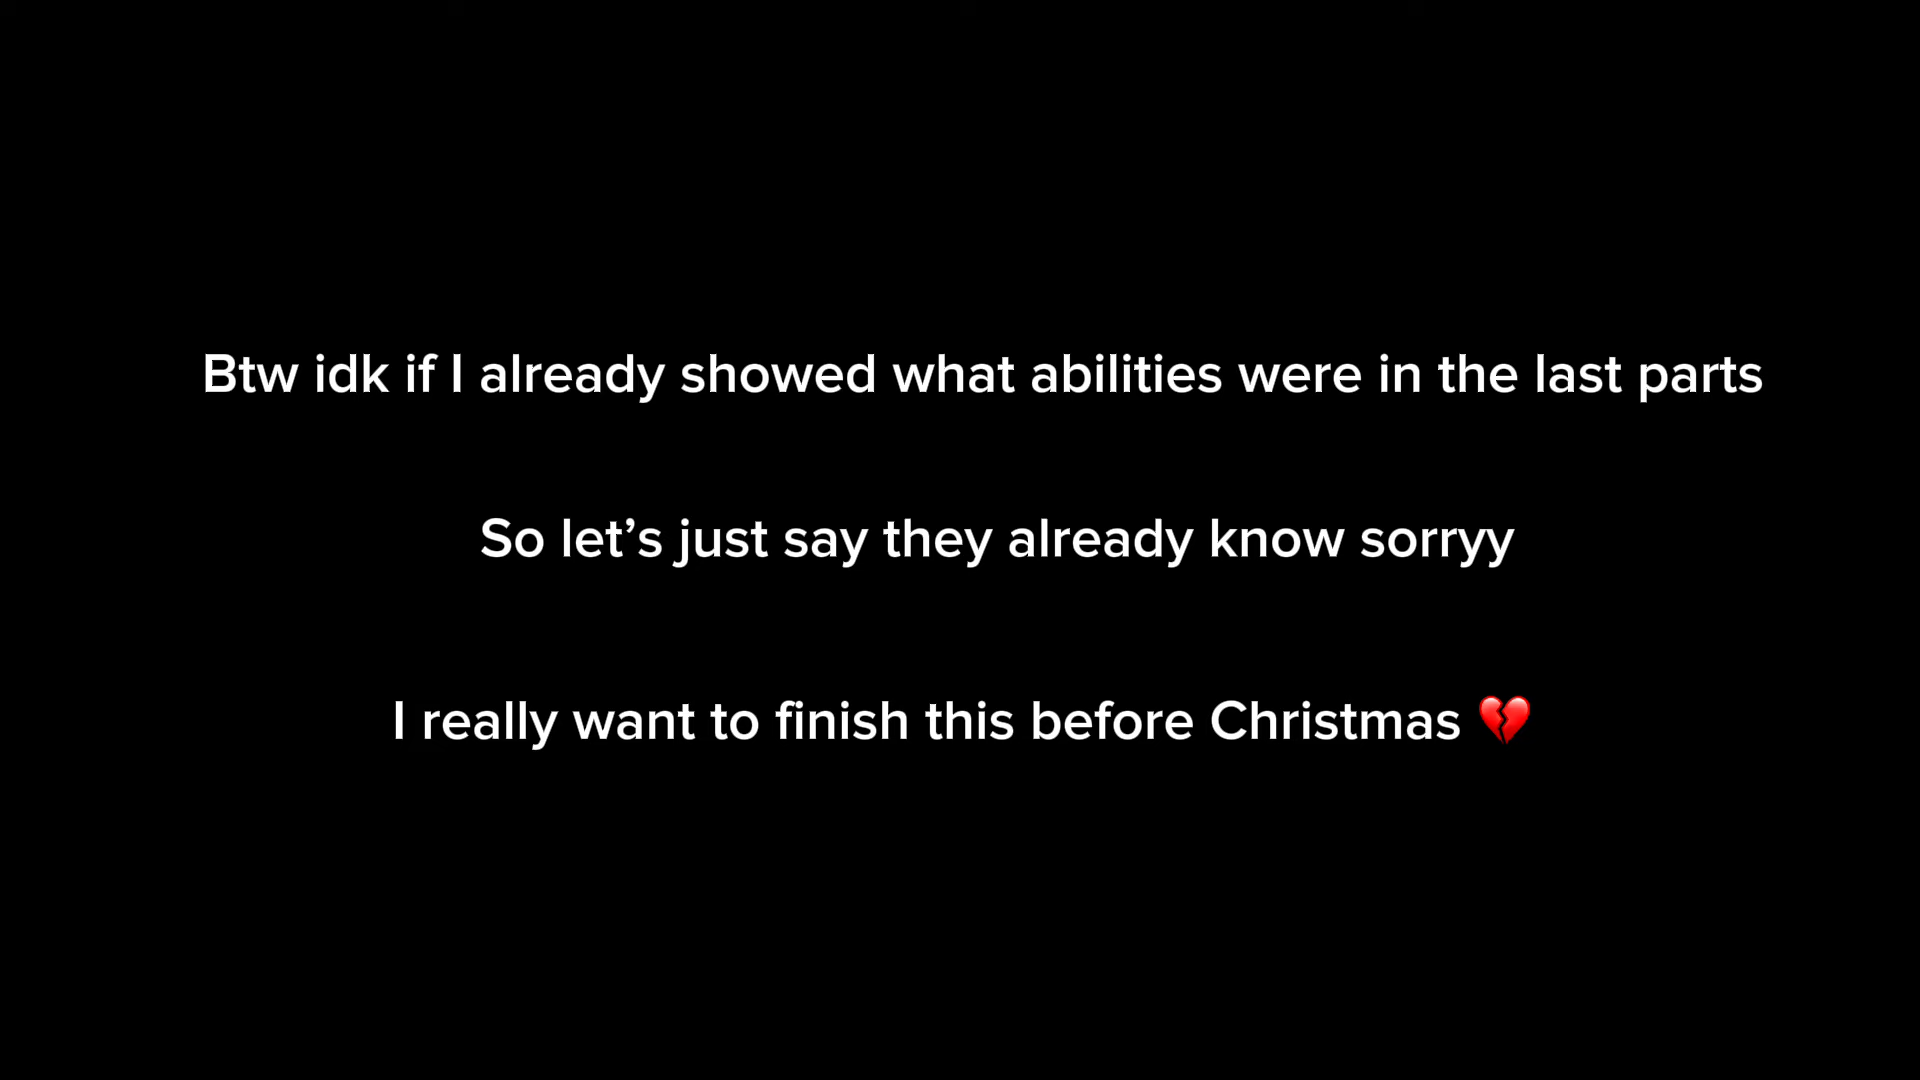 Btw idk if I already showed what abilities were in the last parts
So let’s just say they already know sorryy
I really want to finish this before Christmas 💔